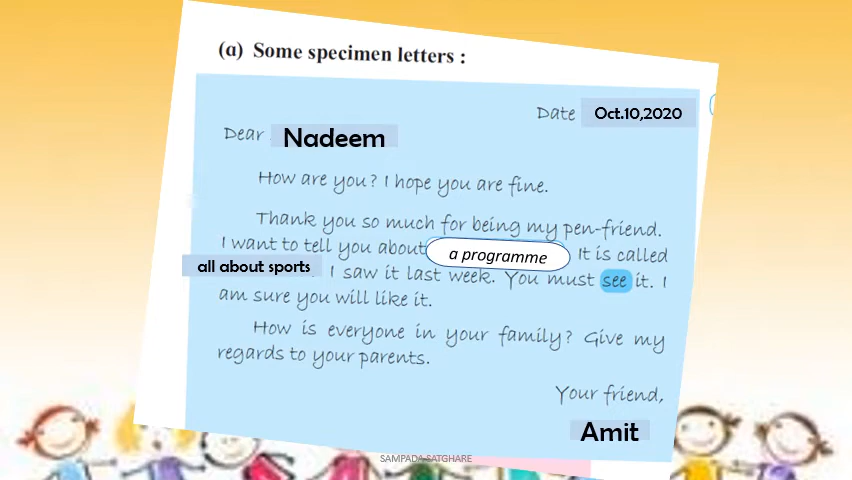 (a) Some specimen letters :
Date Oct.10,2020
Dear Nadeem
How are you? I hope you are fine.
Thank you so much for being my pen-friend.
I want to tell you about a programme It is called
all about sports I saw it last week. You must see it. I
am sure you will like it.
How is everyone in your family? Give my
regards to your parents.
Your friend,
Amit
SAMPADA SATGHARE